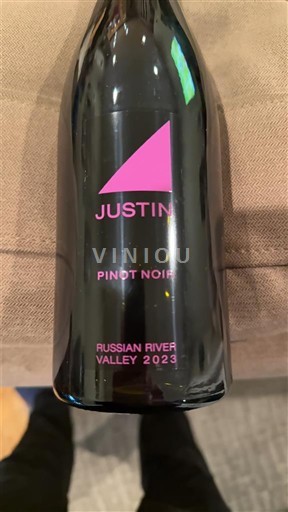 JUSTIN
VINIOU
PINOT NOIR
RUSSIAN RIVER
VALLEY 2023